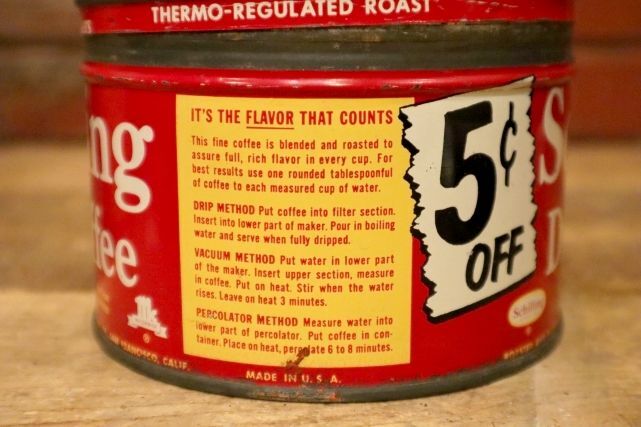 THERMO-REGULATED ROAST
ng
fee
IT'S THE FLAVOR THAT COUNTS
This fine coffee is blended and roasted to
assure full, rich flavor in every cup. For
best results use one rounded tablespoonful
of coffee to each measured cup of water.
DRIP METHOD Put coffee into filter section.
Insert into lower part of maker. Pour in boiling
water and serve when fully dripped.
VACUUM METHOD Put water in lower part
of the maker. Insert upper section, measure
in coffee. Put on heat. Stir when the water
rises. Leave on heat 3 minutes.
PERCOLATOR METHOD Measure water into
lower part of percolator. Put coffee in con-
tainer. Place on heat, percolate 6 to 8 minutes.
5¢
OFF
S
D
Schilling
CALIF.
MADE IN U. S. A.